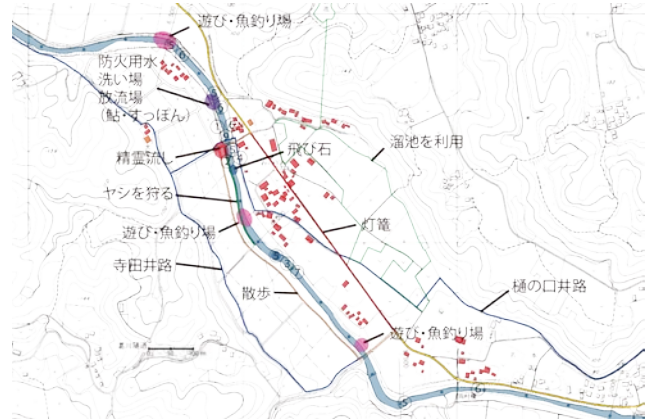 遊び・魚釣り場
防火用水
洗い場
放流場
(鮎・すっぽん)
精霊流し
飛び石
溜池を利用
ヤシを狩る
遊び・魚釣り場
灯篭
寺田井路
散歩
樋の口井路
遊び・魚釣り場